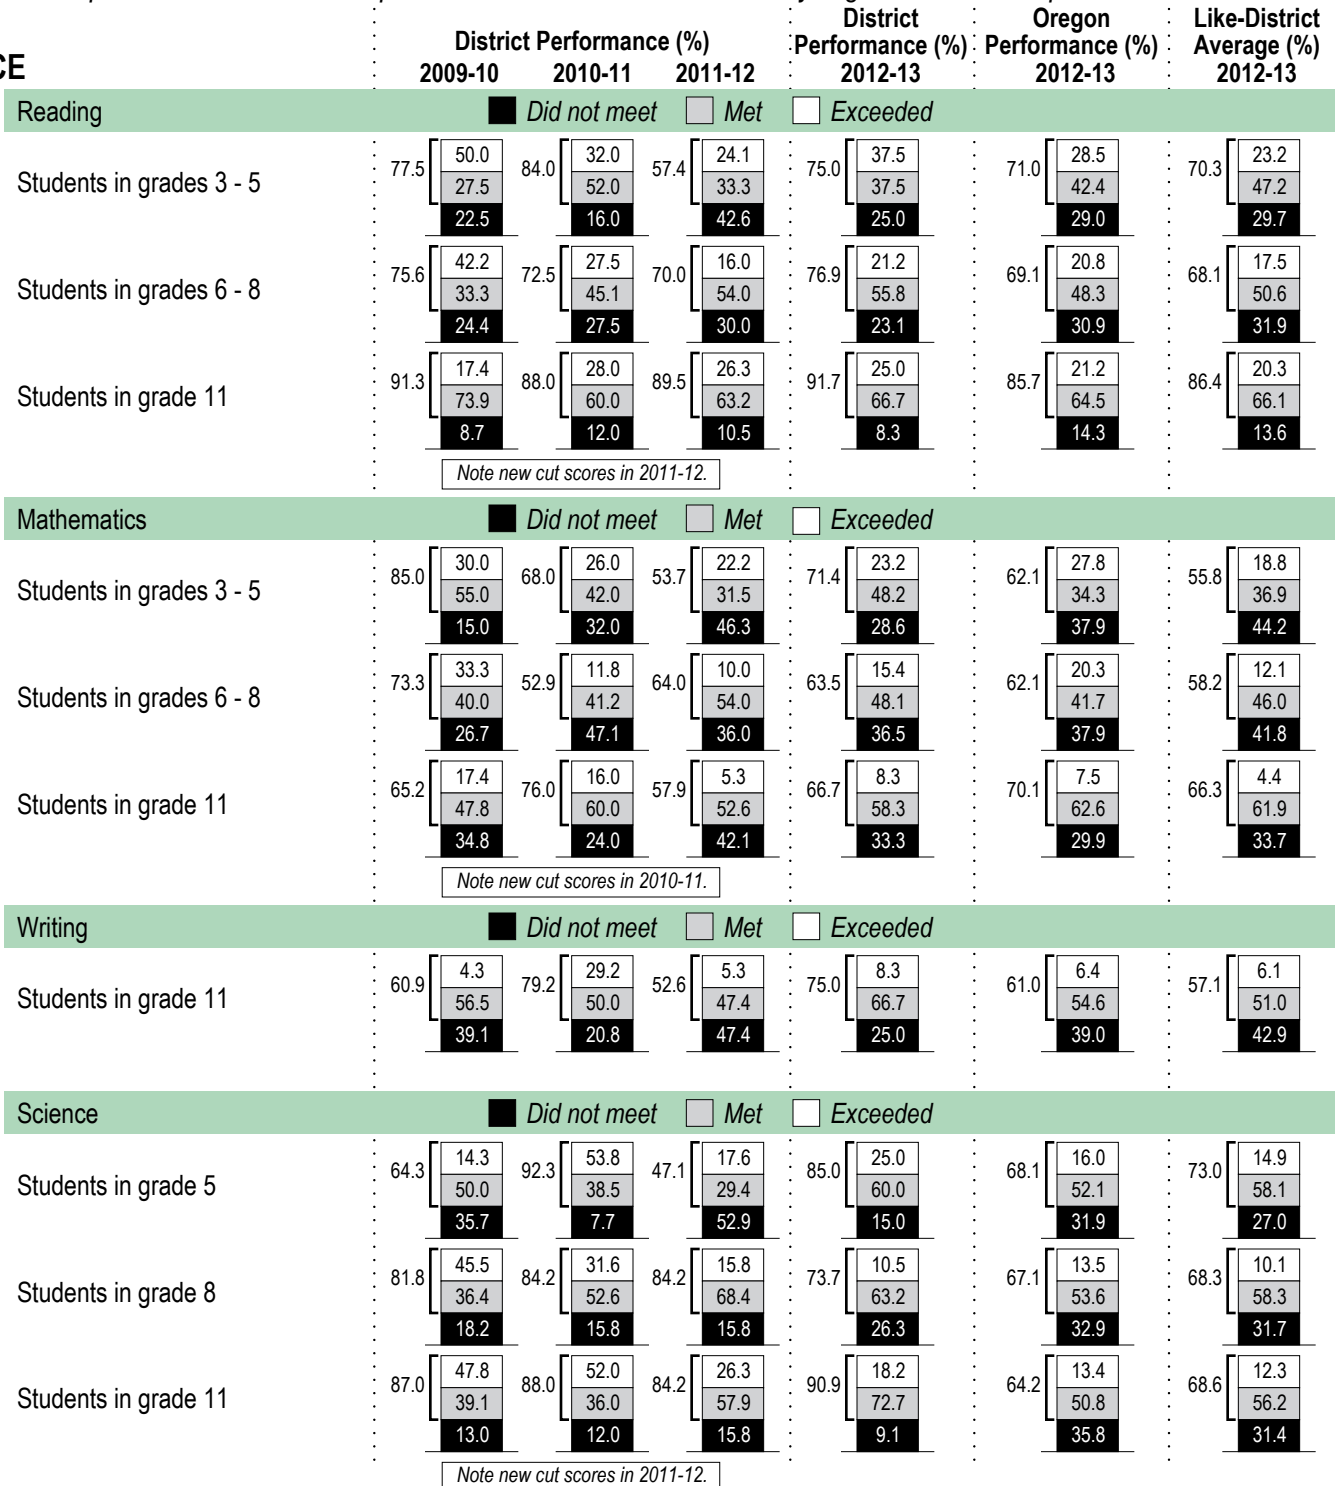 District Oregon Like-District
District Performance (%) Performance (%) Performance (%) Average (%)
CE 2009-10 2010-11 2011-12 2012-13 2012-13 2012-13
Reading Did not meet Met Exceeded
50.0 32.0 24.1 37.5 28.5 23.2
Students in grades 3 - 5 77.5 27.5 84.0 52.0 57.4 33.3 75.0 37.5 71.0 42.4 70.3 47.2
22.5 16.0 42.6 25.0 29.0 29.7
42.2 27.5 16.0 21.2 20.8 17.5
Students in grades 6 - 8 75.6 33.3 72.5 45.1 70.0 54.0 76.9 55.8 69.1 48.3 68.1 50.6
24.4 27.5 30.0 23.1 30.9 31.9
17.4 28.0 26.3 25.0 21.2 20.3
Students in grade 11 91.3 73.9 88.0 60.0 89.5 63.2 91.7 66.7 85.7 64.5 86.4 66.1
8.7 12.0 10.5 8.3 14.3 13.6
Note new cut scores in 2011-12.
Mathematics Did not meet Met Exceeded
30.0 26.0 22.2 23.2 27.8 18.8
Students in grades 3 - 5 85.0 55.0 68.0 42.0 53.7 31.5 71.4 48.2 62.1 34.3 55.8 36.9
15.0 32.0 46.3 28.6 37.9 44.2
33.3 11.8 10.0 15.4 20.3 12.1
Students in grades 6 - 8 73.3 40.0 52.9 41.2 64.0 54.0 63.5 48.1 62.1 41.7 58.2 46.0
26.7 47.1 36.0 36.5 37.9 41.8
17.4 16.0 5.3 8.3 7.5 4.4
Students in grade 11 65.2 47.8 76.0 60.0 57.9 52.6 66.7 58.3 70.1 62.6 66.3 61.9
34.8 24.0 42.1 33.3 29.9 33.7
Note new cut scores in 2010-11.
Writing Did not meet Met Exceeded
4.3 29.2 5.3 8.3 6.4 6.1
Students in grade 11 60.9 56.5 79.2 50.0 52.6 47.4 75.0 66.7 61.0 54.6 57.1 51.0
39.1 20.8 47.4 25.0 39.0 42.9
Science Did not meet Met Exceeded
14.3 53.8 17.6 25.0 16.0 14.9
Students in grade 5 64.3 50.0 92.3 38.5 47.1 29.4 85.0 60.0 68.1 52.1 73.0 58.1
35.7 7.7 52.9 15.0 31.9 27.0
45.5 31.6 15.8 10.5 13.5 10.1
Students in grade 8 81.8 36.4 84.2 52.6 84.2 68.4 73.7 63.2 67.1 53.6 68.3 58.3
18.2 15.8 15.8 26.3 32.9 31.7
47.8 52.0 26.3 18.2 13.4 12.3
Students in grade 11 87.0 39.1 88.0 36.0 84.2 57.9 90.9 72.7 64.2 50.8 68.6 56.2
13.0 12.0 15.8 9.1 35.8 31.4
Note new cut scores in 2011-12.